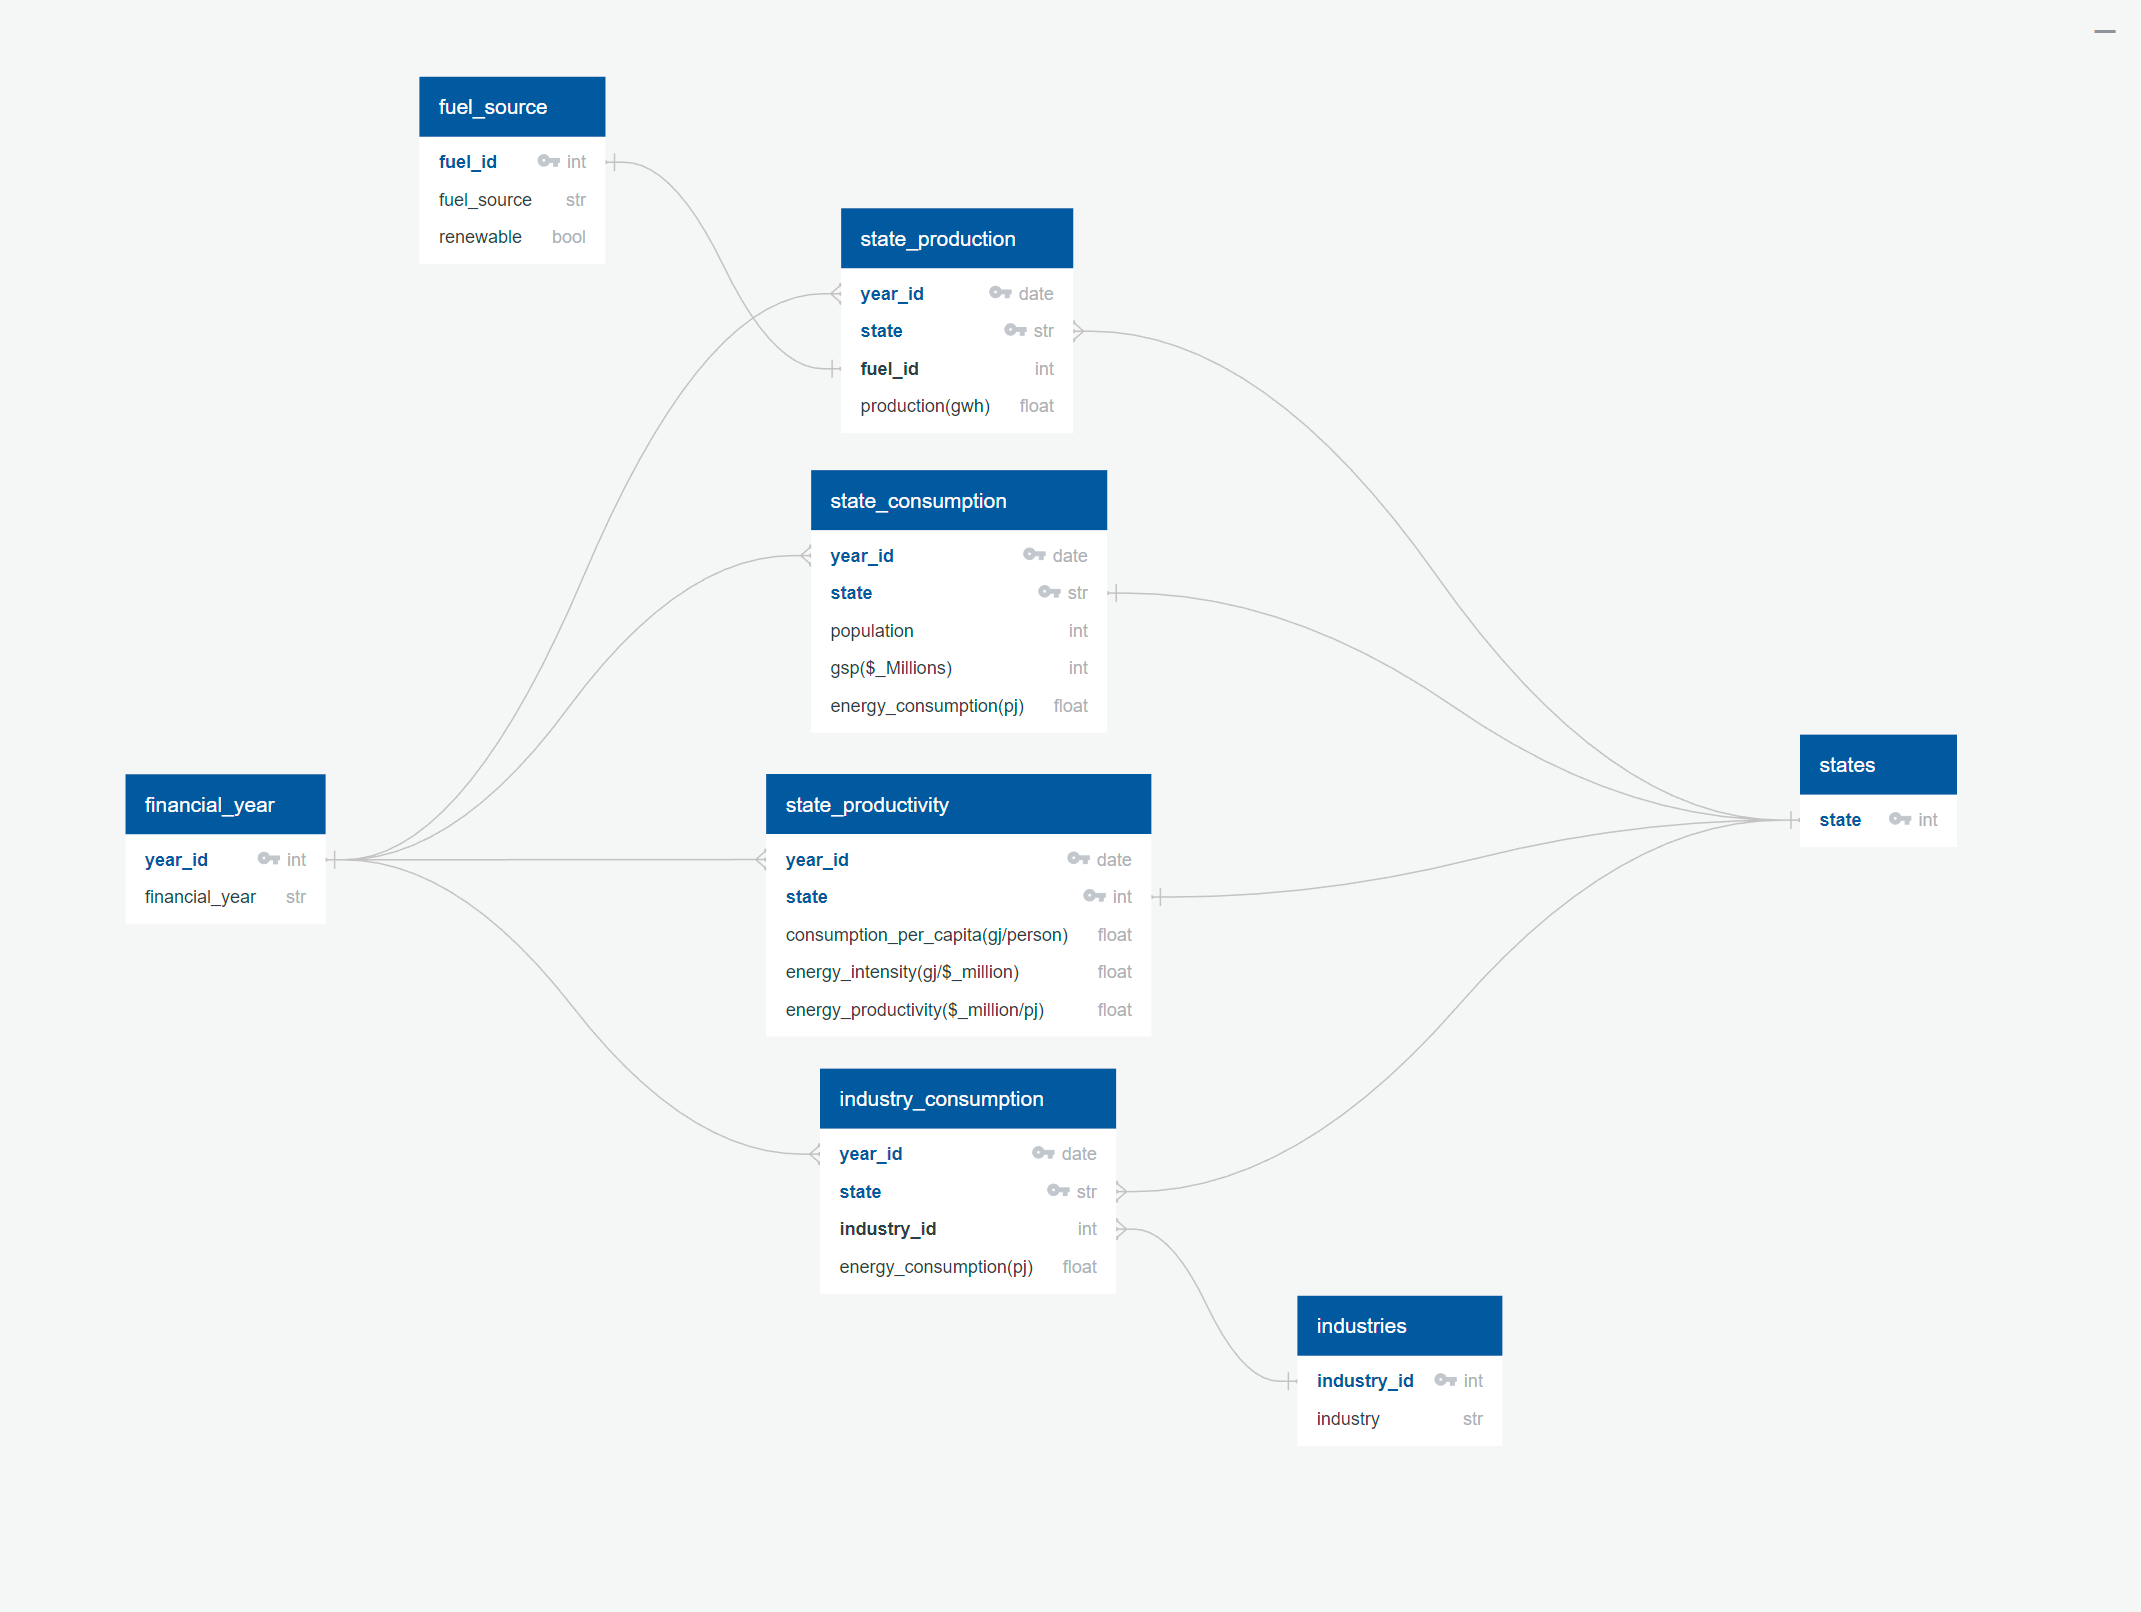 fuel_source
fuel_id int
fuel_source str
renewable bool
state_production
year_id date
state str
fuel_id int
production(gwh) float
state_consumption
year_id date
state str
population int
gsp($_Millions) int
energy_consumption(pj) float
financial_year
year_id int
financial_year str
state_productivity
year_id date
state int
consumption_per_capita(gj/person) float
energy_intensity(gj/$_million) float
energy_productivity($_million/pj) float
states
state int
industry_consumption
year_id date
state str
industry_id int
energy_consumption(pj) float
industries
industry_id int
industry str